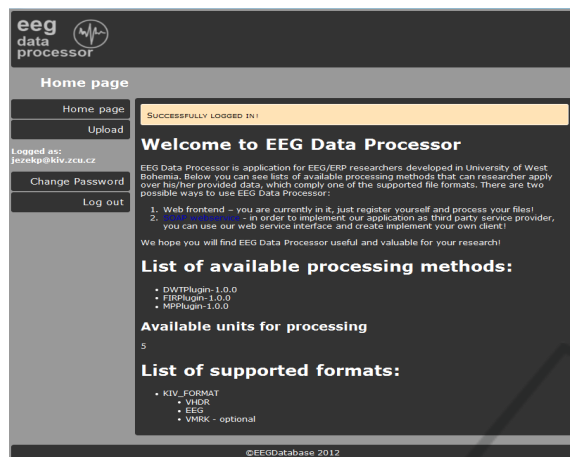 eeg
data
processor
Home page
Home page
Upload
Logged as:
jezekp@kiv.zcu.cz
Change Password
Log out
SUCCESSFULLY LOGGED IN!
Welcome to EEG Data Processor
EEG Data Processor is application for EEG/ERP researchers developed in University of West
Bohemia. Below you can see lists of available processing methods that can researcher apply
over his/her provided data, which comply one of the supported file formats. There are two
possible ways to use EEG Data Processor:
1. Web frontend – you are currently in it, just register yourself and process your files!
2. SOAP webservice - in order to implement our application as third party service provider,
you can use our web service interface and create implement your own client!
We hope you will find EEG Data Processor useful and valuable for your research!
List of available processing methods:
• DWTPlugin-1.0.0
• FIRPlugin-1.0.0
• MPPlugin-1.0.0
Available units for processing
5
List of supported formats:
• KIV_FORMAT
• VHDR
• EEG
• VMRK - optional
©EEGDatabase 2012